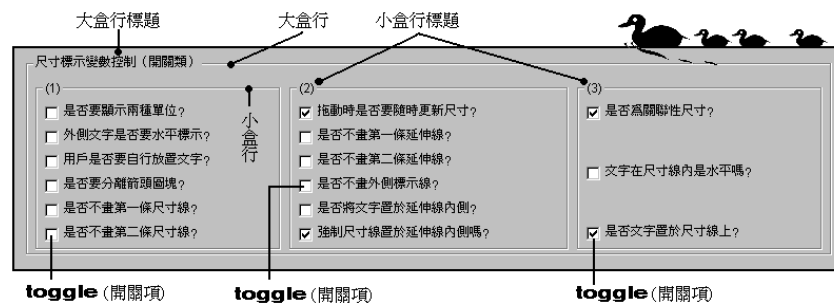 大盒行標題
大盒行
小盒行標題
尺寸標示變數控制（開關類）
(1)
是否要顯示兩種單位?
外側文字是否要水平標示?
用戶是否要自行放置文字?
是否要分離箭頭圖塊?
是否不畫第一條尺寸線?
是否不畫第二條尺寸線?
小盒行
(2)
拖動時是否要隨時更新尺寸?
是否不畫第一條延伸線?
是否不畫第二條延伸線?
是否不畫外側標示線?
是否將文字置於延伸線內側?
強制尺寸線置於延伸線內側嗎?
(3)
是否爲關聯性尺寸?
文字在尺寸線內是水平嗎?
是否文字置於尺寸線上?
toggle (開關項)
toggle (開關項)
toggle (開關項)